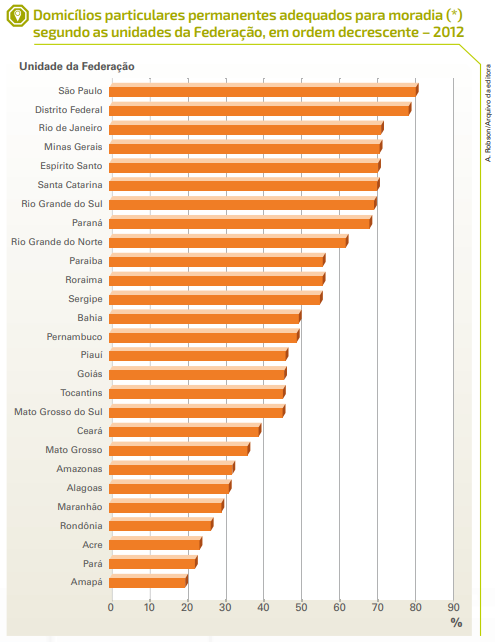 Domicílios particulares permanentes adequados para moradia (*)
segundo as unidades da Federação, em ordem decrescente – 2012
Unidade da Federação
São Paulo
Distrito Federal
Rio de Janeiro
Minas Gerais
Espírito Santo
Santa Catarina
Rio Grande do Sul
Paraná
Rio Grande do Norte
Paraiba
Roraima
Sergipe
Bahia
Pernambuco
Piauí
Goiás
Tocantins
Mato Grosso do Sul
Ceará
Mato Grosso
Amazonas
Alagoas
Maranhão
Rondônia
Acre
Pará
Amapá
0 10 20 30 40 50 60 70 80 90
%
A. Robson/Arquivo da editora